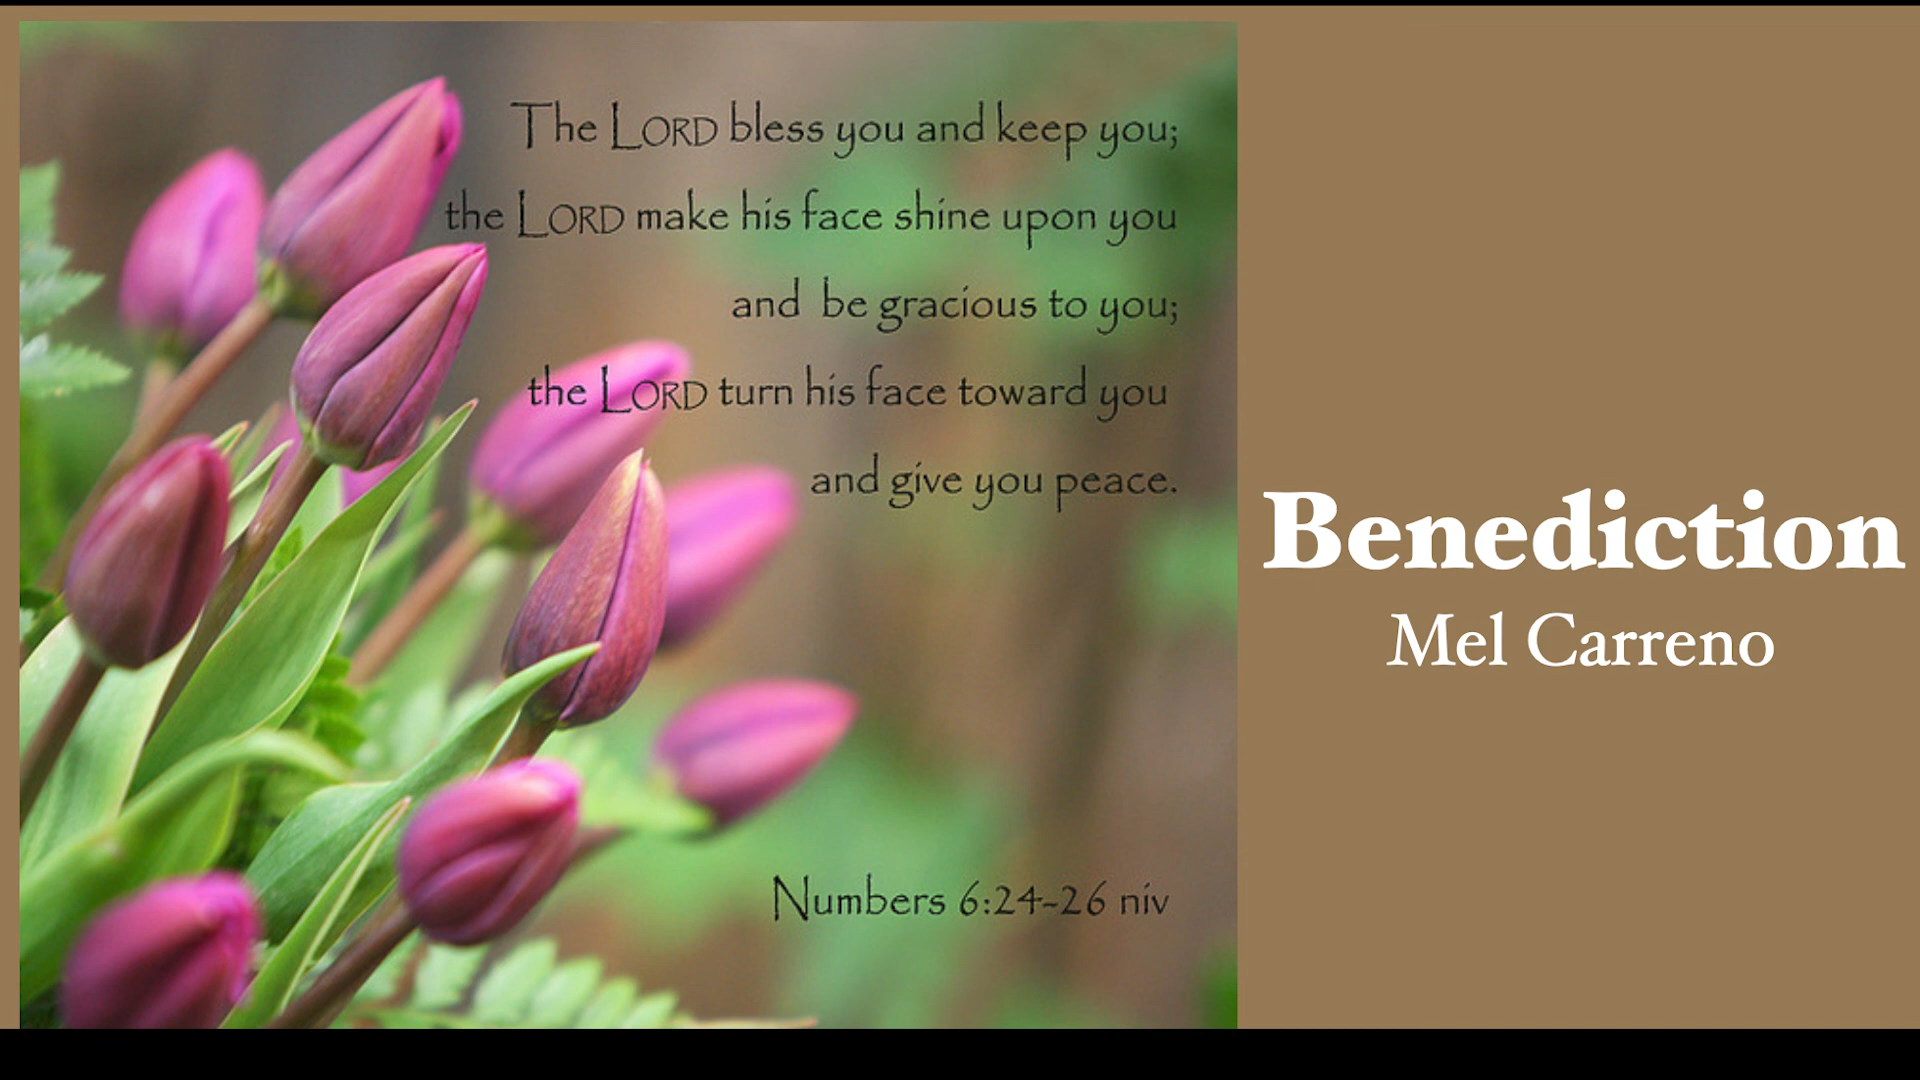 The LORD bless you and keep you;
the LORD make his face shine upon you
and be gracious to you;
the LORD turn his face toward you
and give you peace.
Numbers 6:24-26 niv
Benediction
Mel Carreno